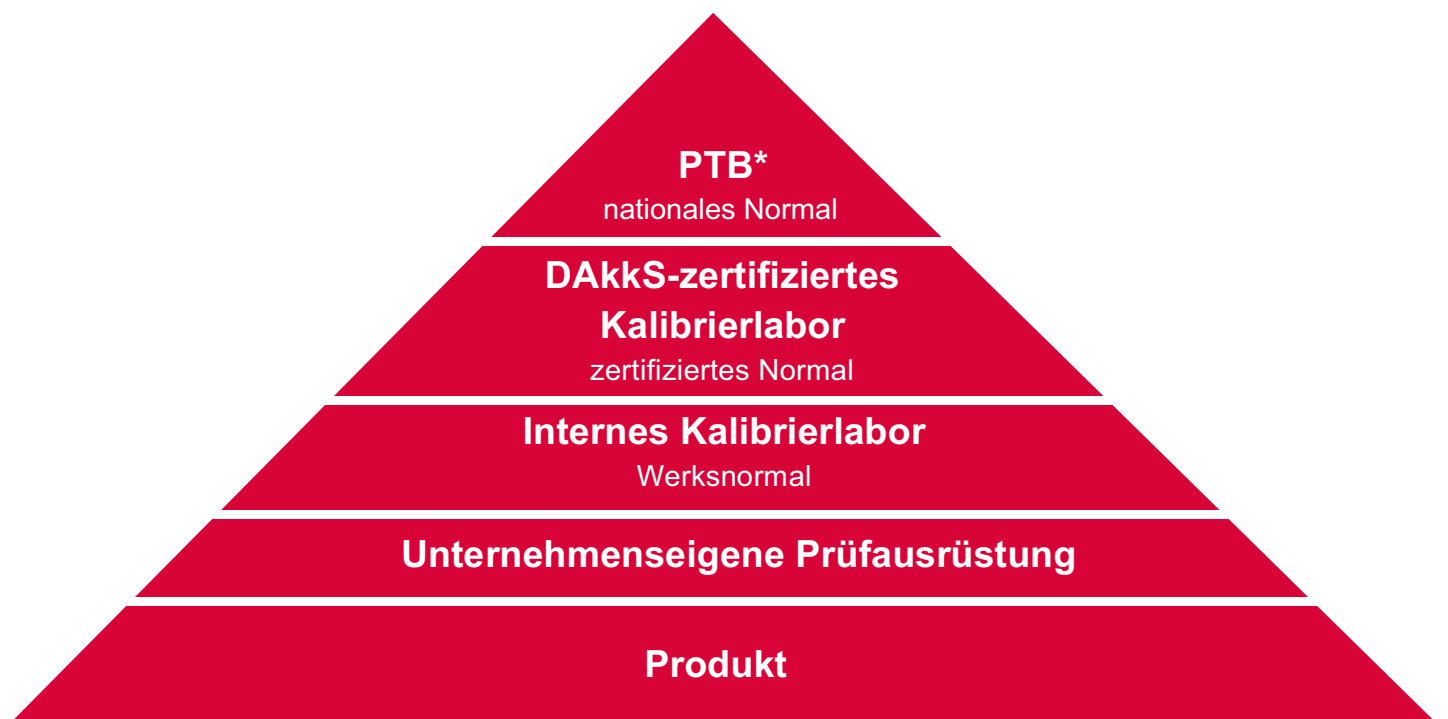 PTB*
nationales Normal
DAkkS-zertifiziertes
Kalibrierlabor
zertifiziertes Normal
Internes Kalibrierlabor
Werksnormal
Unternehmenseigene Prüfausrüstung
Produkt